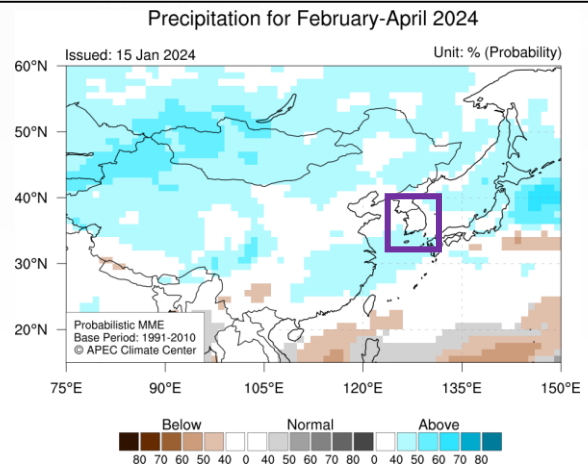 Precipitation for February-April 2024
Issued: 15 Jan 2024 Unit: % (Probability)
60°N
50°N
40°N
30°N
20°N
Probabilistic MME
Base Period: 1991-2010
© APEC Climate Center
75°E 90°E 105°E 120°E 135°E 150°E
Below Normal Above
80 70 60 50 40 0 40 50 60 70 80 0 40 50 60 70 80